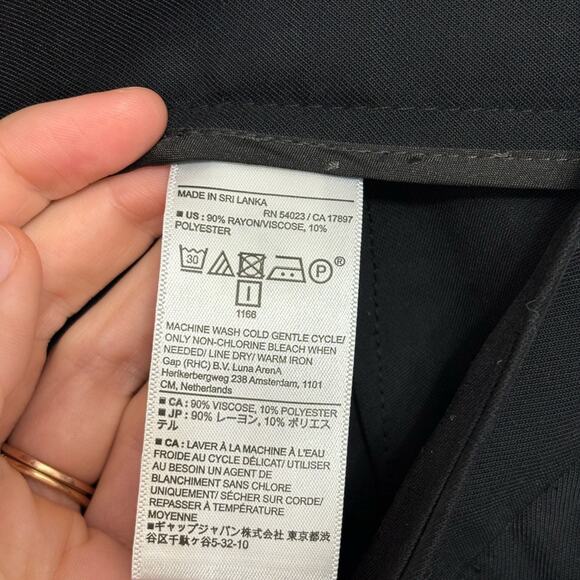 MADE IN SRI LANKA
RN 54023 / CA 17897
■ US : 90% RAYON/VISCOSE, 10%
POLYESTER
30
P
®
1166
MACHINE WASH COLD GENTLE CYCLE/
ONLY NON-CHLORINE BLEACH WHEN
NEEDED/ LINE DRY/ WARM IRON
Gap (RHC) B.V. Luna ArenA
Herikerbergweg 238 Amsterdam, 1101
CM, Netherlands
■ CA : 90% VISCOSE, 10% POLYESTER
■ JP : 90% レーヨン, 10% ポリエス
テル
■ CA : LAVER À LA MACHINE À L'EAU
FROIDE AU CYCLE DÉLICAT/ UTILISER
AU BESOIN UN AGENT DE
BLANCHIMENT SANS CHLORE
UNIQUEMENT/ SÉCHER SUR CORDE/
REPASSER À TEMPÉRATURE
MOYENNE
■ギャップジャパン株式会社 東京都渋
谷区千駄ヶ谷5-32-10